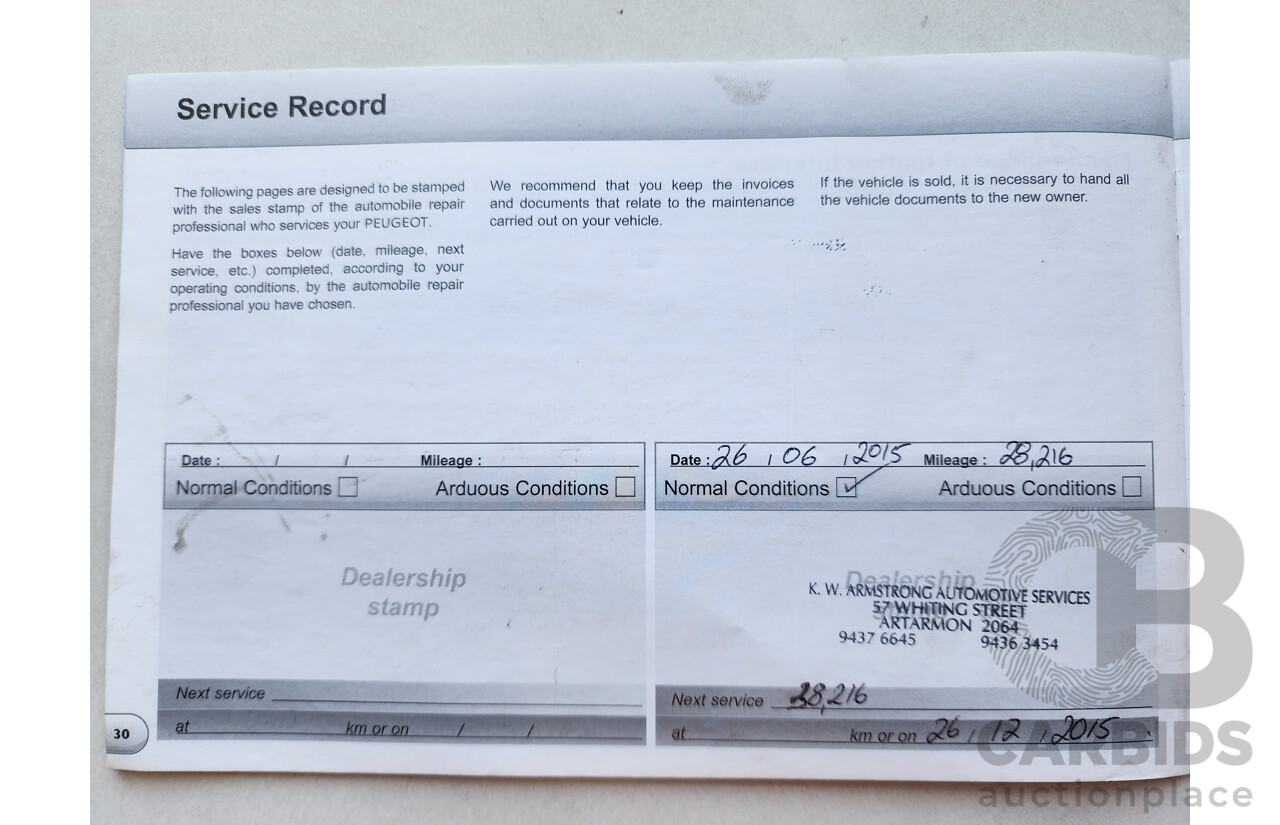 Service Record
The following pages are designed to be stamped
with the sales stamp of the automobile repair
professional who services your PEUGEOT.
Have the boxes below (date, mileage, next
service, etc.) completed, according to your
operating conditions, by the automobile repair
professional you have chosen.
We recommend that you keep the invoices
and documents that relate to the maintenance
carried out on your vehicle.
If the vehicle is sold, it is necessary to hand all
the vehicle documents to the new owner.
Date : / / Mileage :
Normal Conditions Arduous Conditions
Dealership
stamp
Next service
at km or on / /
Date : 26 / 06 / 2015 Mileage : 28,216
Normal Conditions Arduous Conditions
Dealership
K. W. ARMSTRONG AUTOMOTIVE SERVICES
57 WHITING STREET
ARTARMON 2064
9437 6645 9436 3454
Next service 38,216
at km or on 26 / 12 / 2015
30
CB
CARBIDS
auctionplace